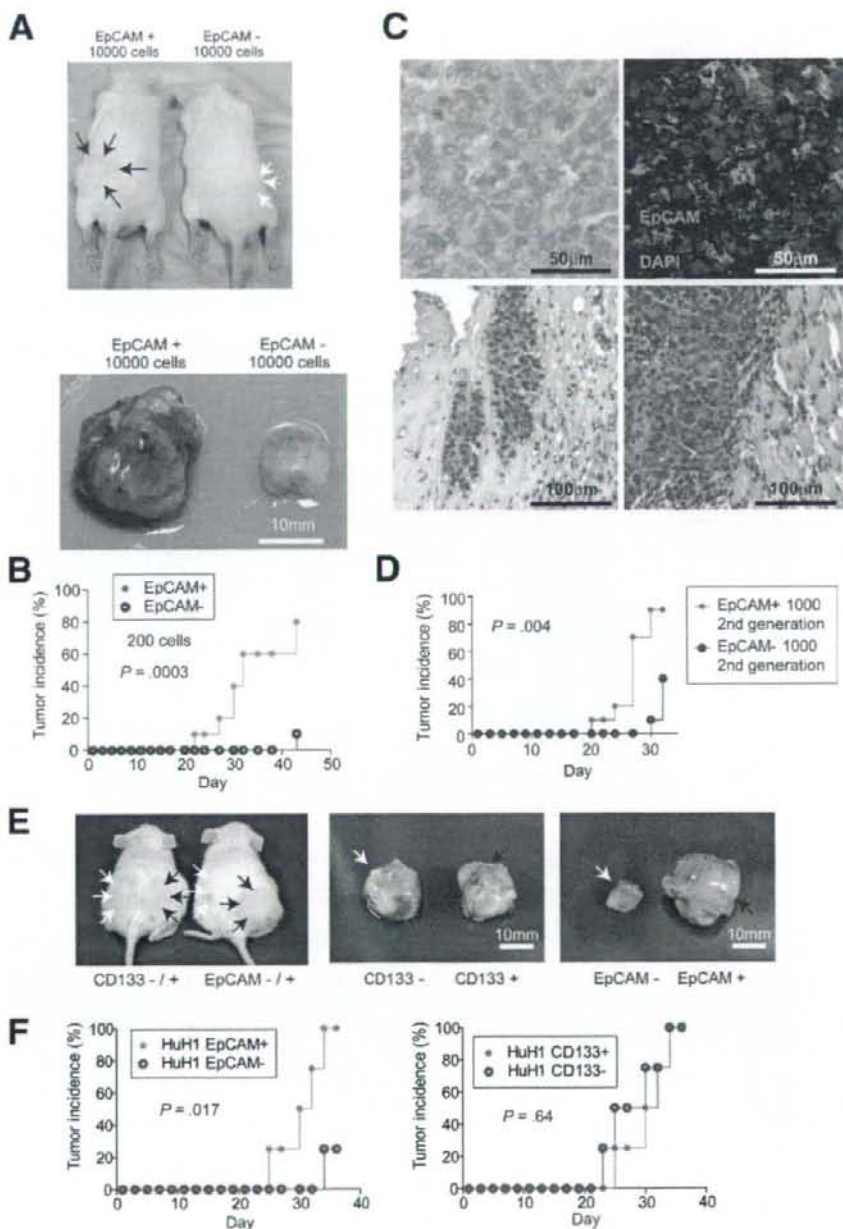 A
EpCAM +
10000 cells
EpCAM -
10000 cells
EpCAM +
10000 cells
EpCAM -
10000 cells
10mm
C
50µm
EpCAM
AFP
DAPI
50µm
100µm
100µm
B
Tumor incidence (%)
100
80
60
40
20
0
EpCAM+
EpCAM-
200 cells
P = .0003
0 10 20 30 40 50
Day
D
Tumor incidence (%)
100
80
60
40
20
0
P = .004
0 10 20 30
Day
EpCAM+ 1000
2nd generation
EpCAM- 1000
2nd generation
E
CD133 - / +
EpCAM - / +
10mm
CD133 -
CD133 +
10mm
EpCAM -
EpCAM +
F
Tumor incidence (%)
100
80
60
40
20
0
HuH1 EpCAM+
HuH1 EpCAM-
P = .017
0 10 20 30 40
Day
Tumor incidence (%)
100
80
60
40
20
0
HuH1 CD133+
HuH1 CD133-
P = .64
0 10 20 30 40
Day